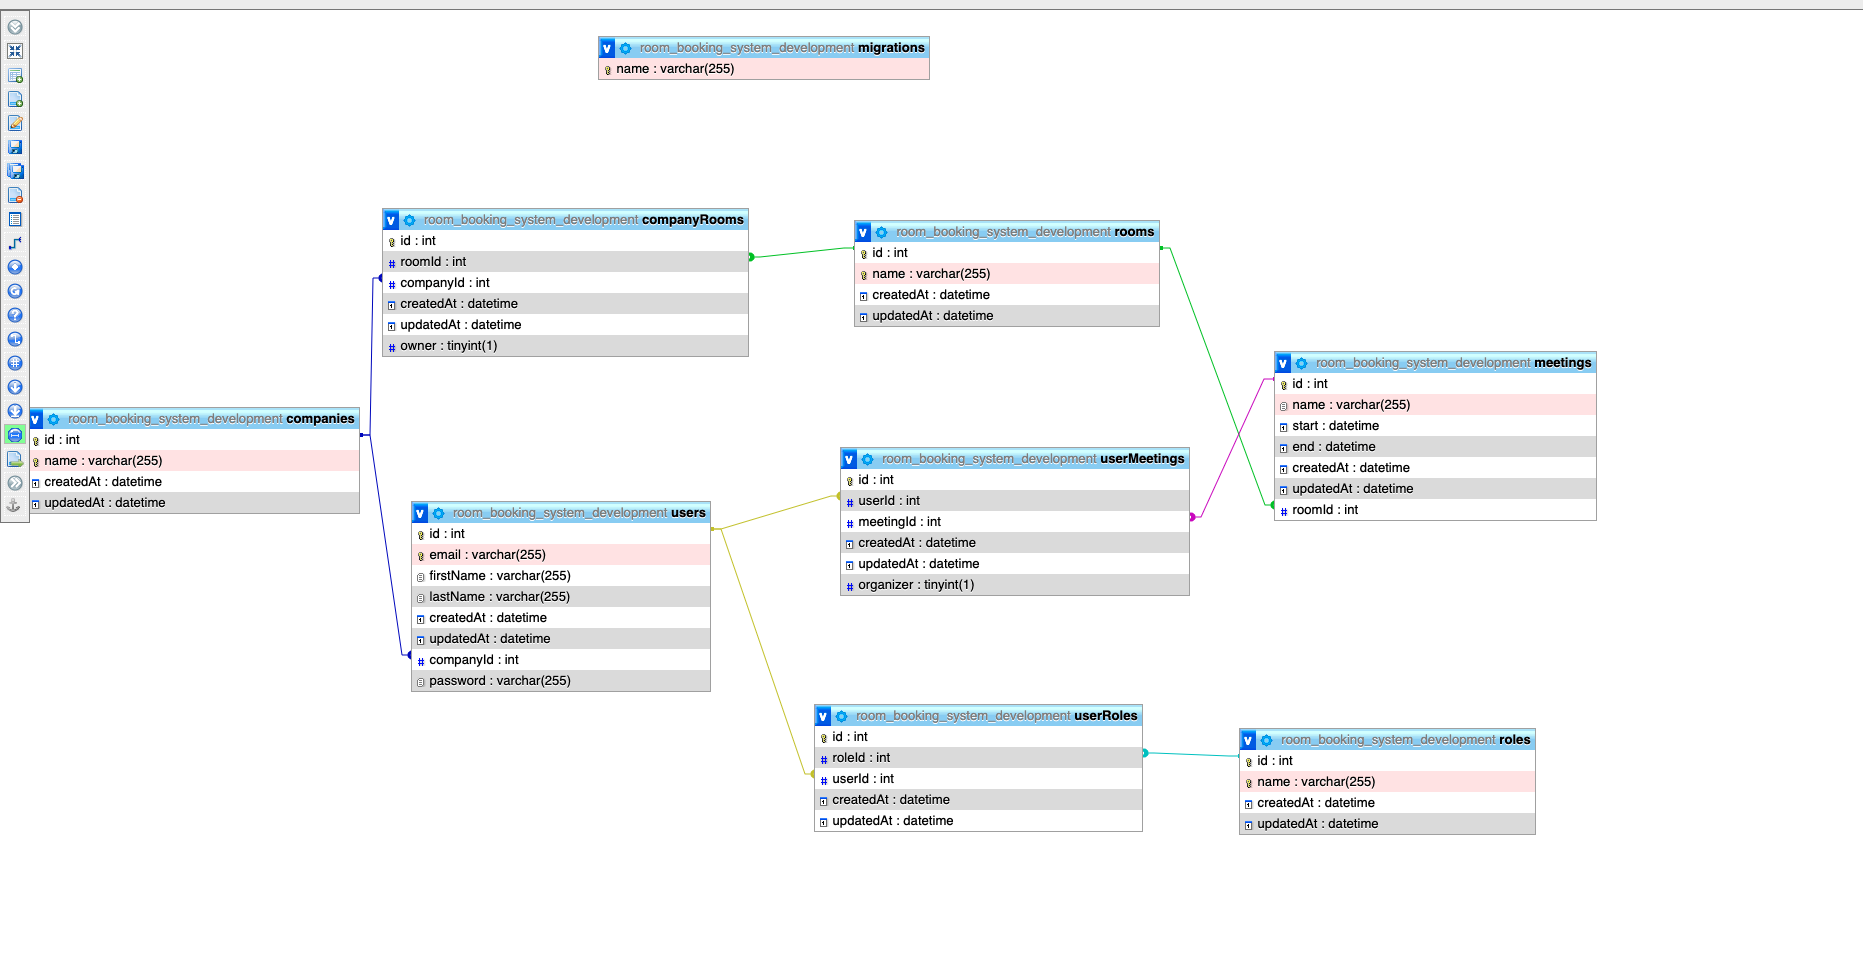 room_booking_system_development migrations
name : varchar(255)
room_booking_system_development companyRooms
id : int
roomId : int
companyId : int
createdAt : datetime
updatedAt : datetime
owner : tinyint(1)
room_booking_system_development rooms
id : int
name : varchar(255)
createdAt : datetime
updatedAt : datetime
room_booking_system_development meetings
id : int
name : varchar(255)
start : datetime
end : datetime
createdAt : datetime
updatedAt : datetime
roomId : int
room_booking_system_development companies
id : int
name : varchar(255)
createdAt : datetime
updatedAt : datetime
room_booking_system_development userMeetings
id : int
userId : int
meetingId : int
createdAt : datetime
updatedAt : datetime
organizer : tinyint(1)
room_booking_system_development users
id : int
email : varchar(255)
firstName : varchar(255)
lastName : varchar(255)
createdAt : datetime
updatedAt : datetime
companyId : int
password : varchar(255)
room_booking_system_development userRoles
id : int
roleId : int
userId : int
createdAt : datetime
updatedAt : datetime
room_booking_system_development roles
id : int
name : varchar(255)
createdAt : datetime
updatedAt : datetime